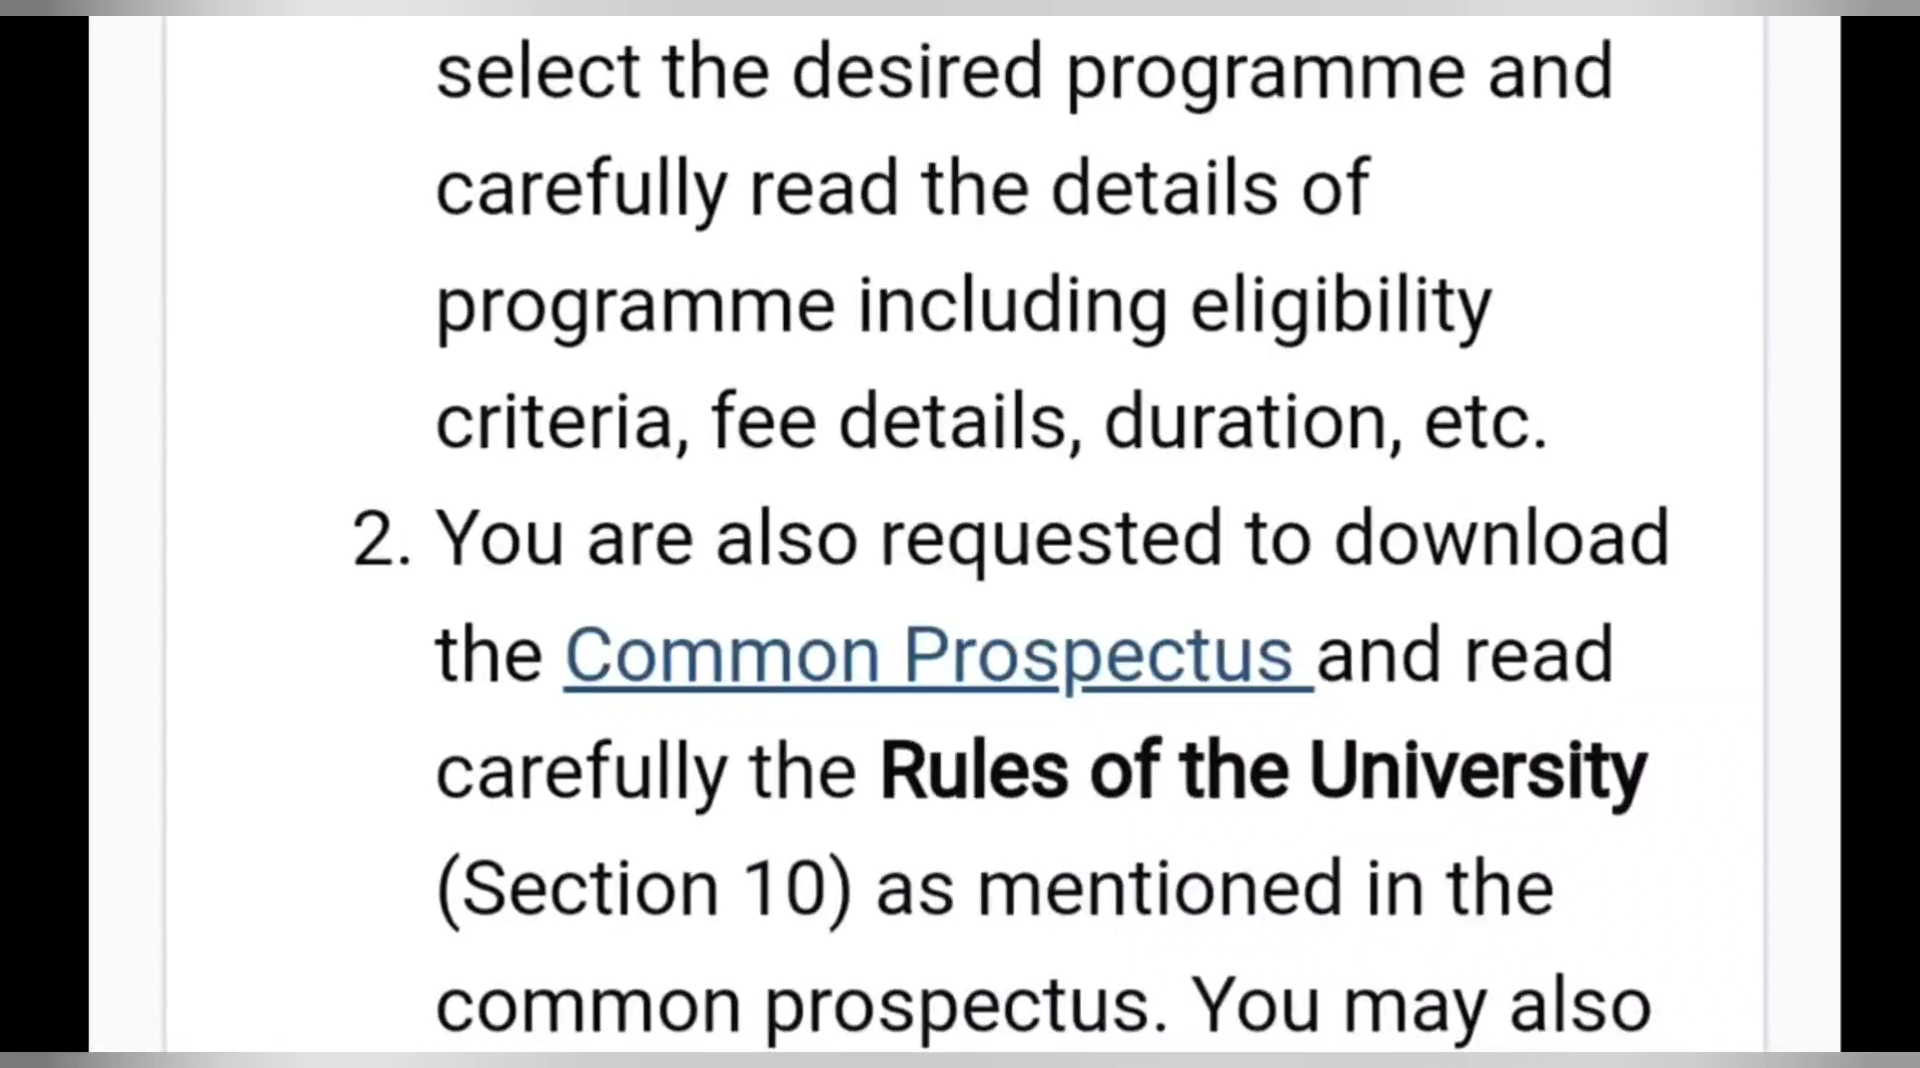 select the desired programme and
carefully read the details of
programme including eligibility
criteria, fee details, duration, etc.
2. You are also requested to download
the Common Prospectus and read
carefully the Rules of the University
(Section 10) as mentioned in the
common prospectus. You may also